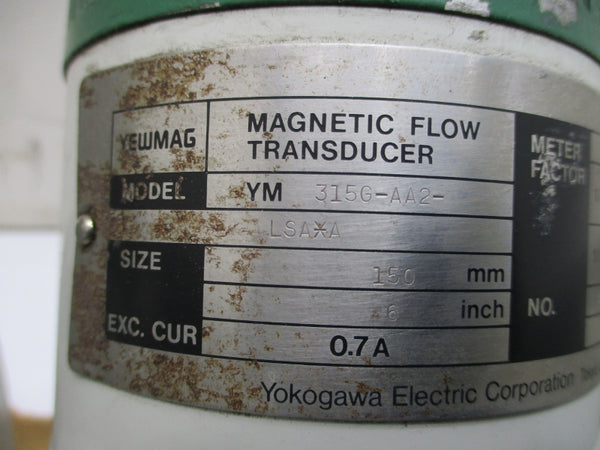 YEWMAG
MAGNETIC FLOW
TRANSDUCER
METER
FACTOR
MODEL YM 315G-AA2-
LSA*A
SIZE 150 mm
6 inch
NO.
EXC. CUR 0.7A
Yokogawa Electric Corporation